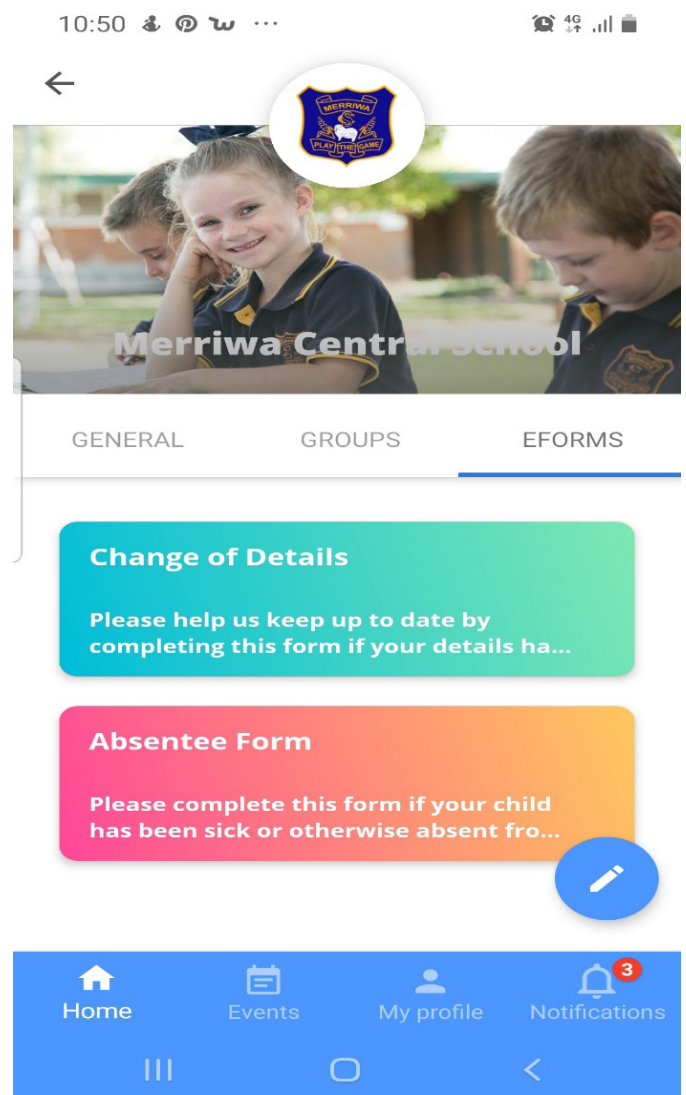 10:50
4G
MERRIWA
PLAY THE GAME
Merriwa Central School
GENERAL GROUPS EFORMS
Change of Details
Please help us keep up to date by
completing this form if your details ha...
Absentee Form
Please complete this form if your child
has been sick or otherwise absent fro...
3
Home Events My profile Notifications